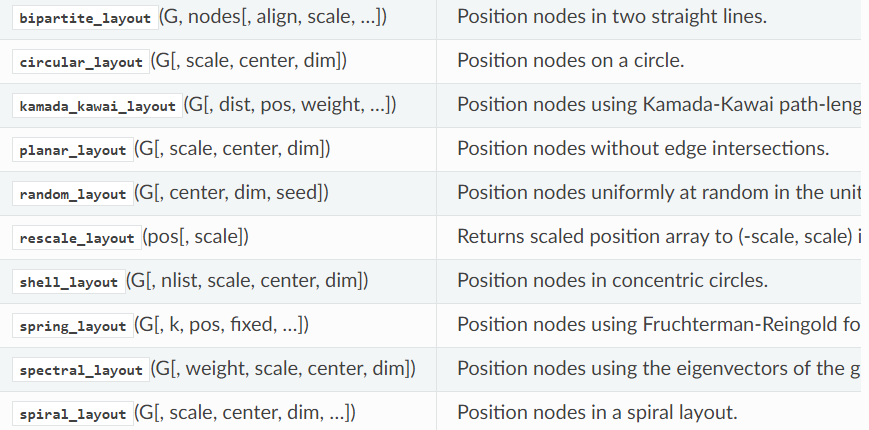 bipartite_layout(G, nodes[, align, scale, …]) Position nodes in two straight lines.
circular_layout(G[, scale, center, dim]) Position nodes on a circle.
kamada_kawai_layout(G[, dist, pos, weight, …]) Position nodes using Kamada-Kawai path-leng
planar_layout(G[, scale, center, dim]) Position nodes without edge intersections.
random_layout(G[, center, dim, seed]) Position nodes uniformly at random in the unit
rescale_layout(pos[, scale]) Returns scaled position array to (-scale, scale) i
shell_layout(G[, nlist, scale, center, dim]) Position nodes in concentric circles.
spring_layout(G[, k, pos, fixed, …]) Position nodes using Fruchterman-Reingold fo
spectral_layout(G[, weight, scale, center, dim]) Position nodes using the eigenvectors of the g
spiral_layout(G[, scale, center, dim, …]) Position nodes in a spiral layout.